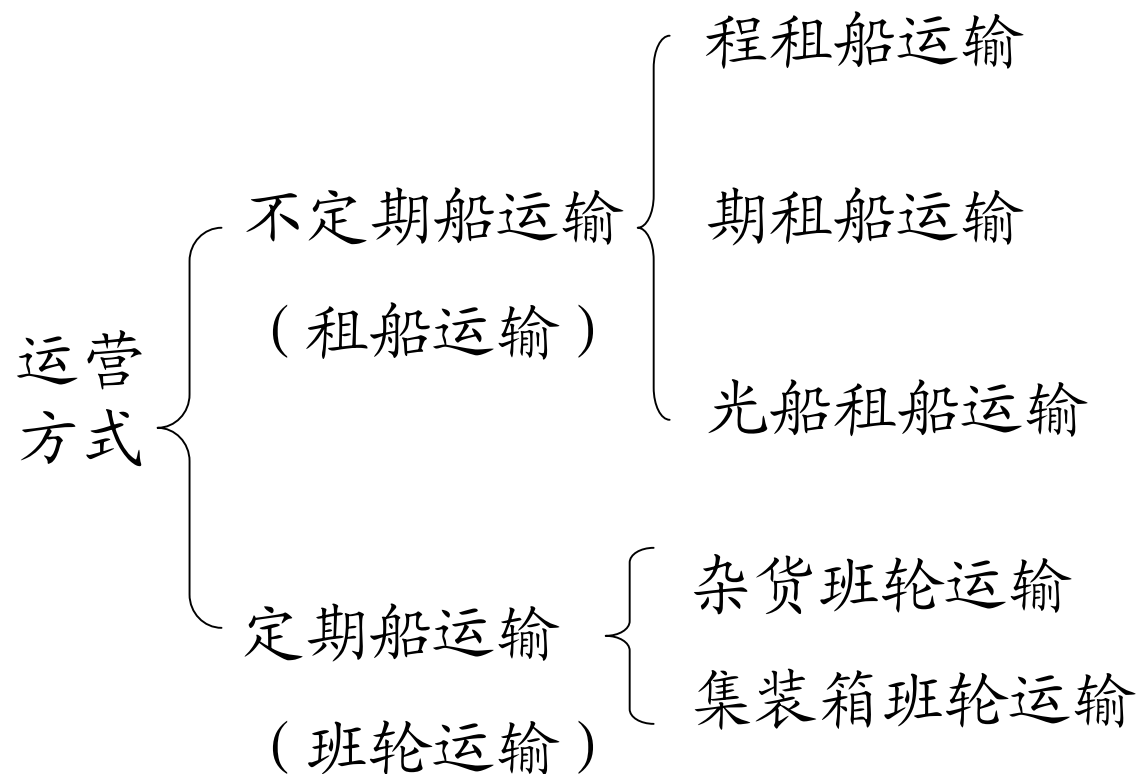 程租船运输
不定期船运输
期租船运输
（租船运输）
运营
方式
光船租船运输
杂货班轮运输
定期船运输
集装箱班轮运输
（班轮运输）